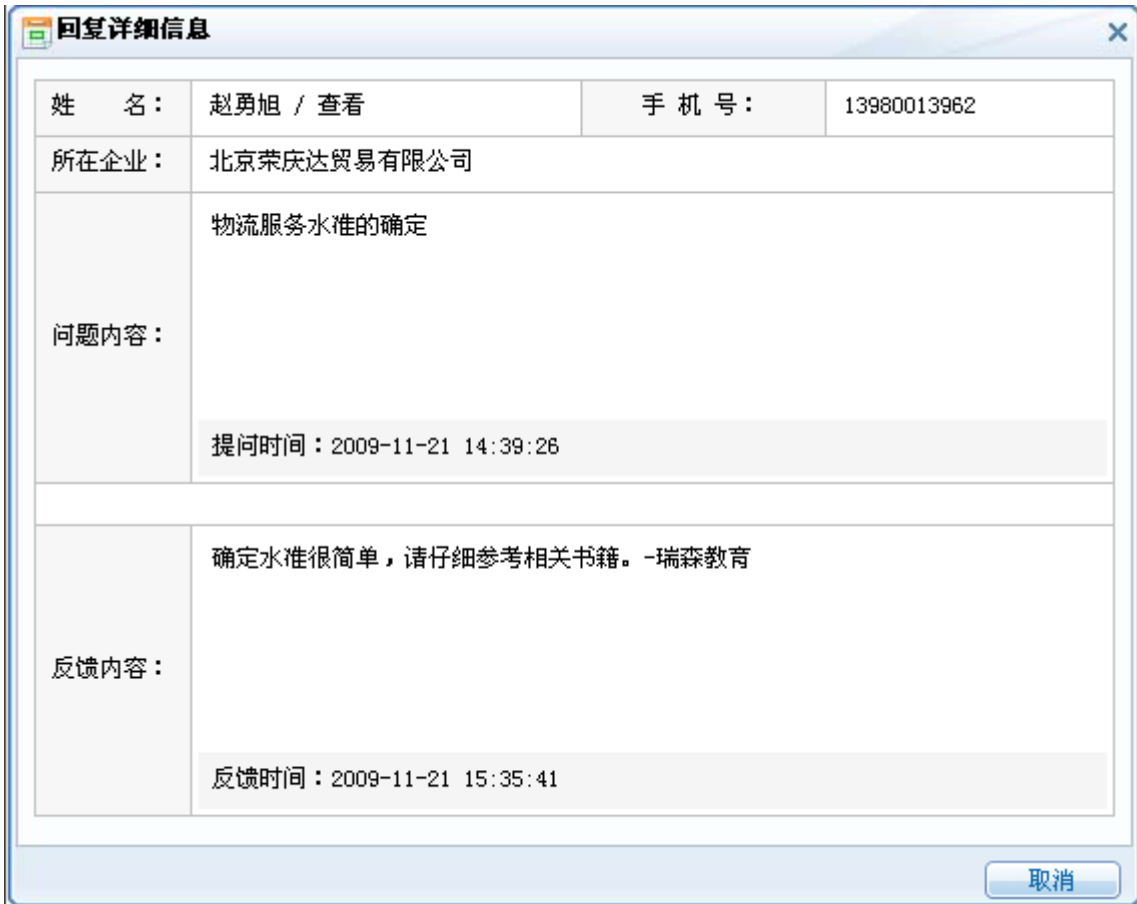 回复详细信息
姓 名： 赵勇旭 / 查看 手 机 号： 13980013962
所在企业： 北京荣庆达贸易有限公司
物流服务水准的确定
问题内容：
提问时间：2009-11-21 14:39:26
确定水准很简单，请仔细参考相关书籍。-瑞森教育
反馈内容：
反馈时间：2009-11-21 15:35:41
取消